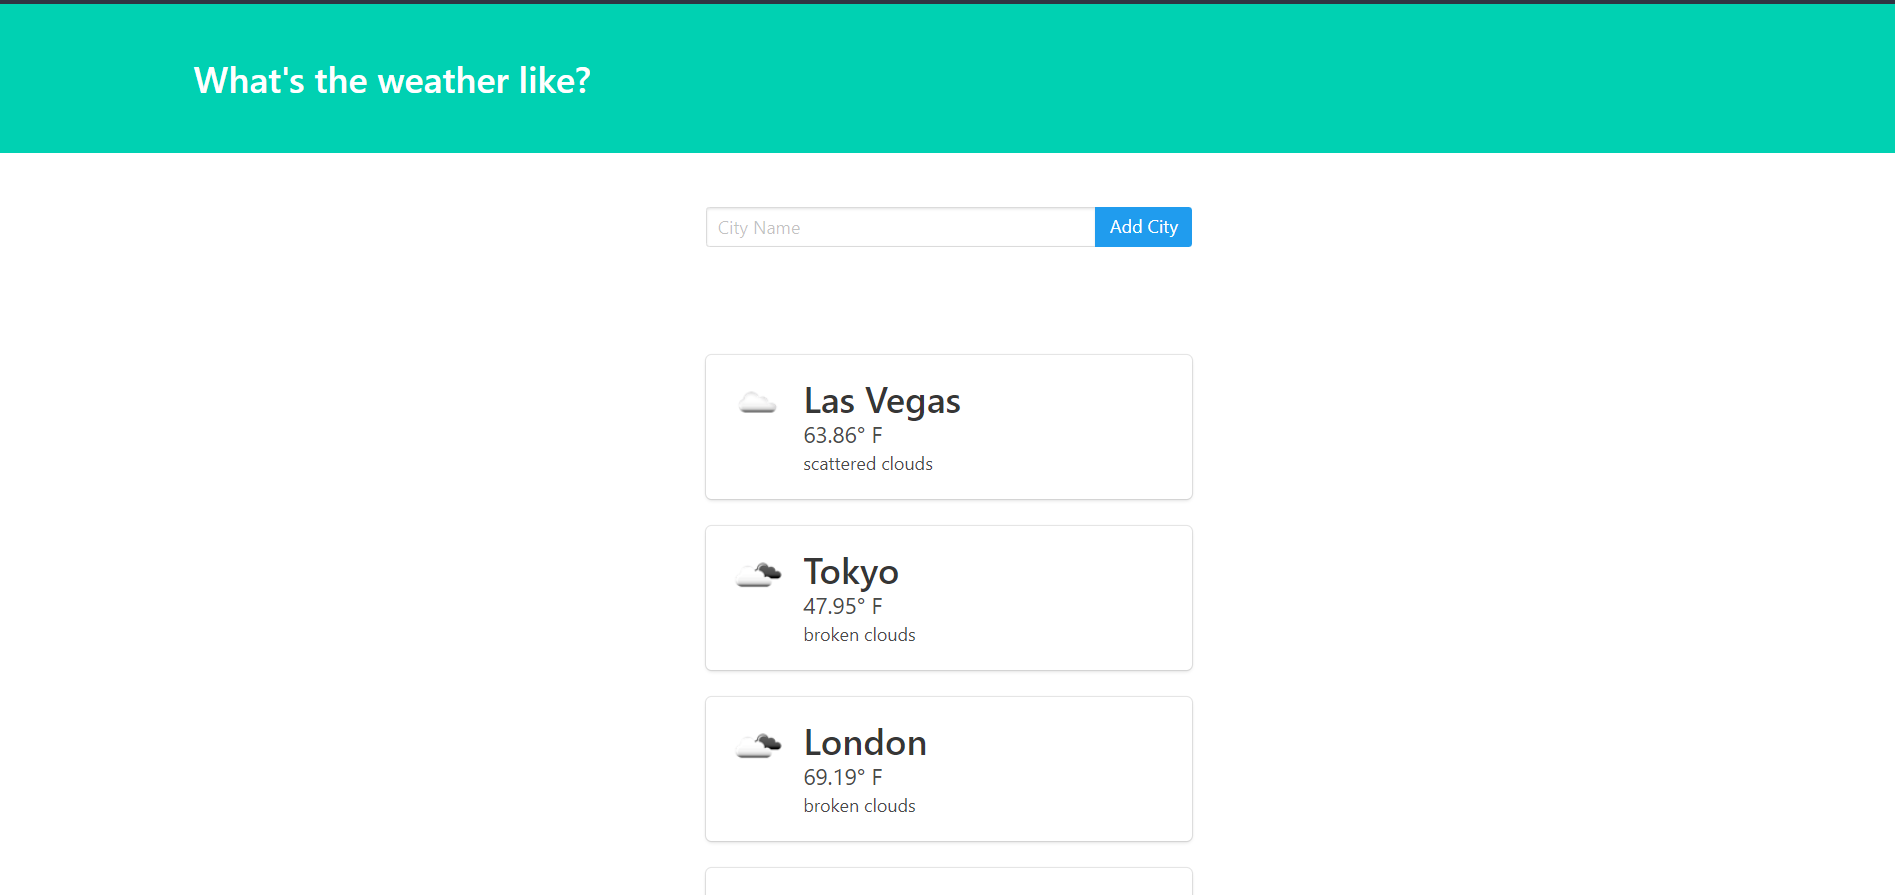 What's the weather like?
City Name
Add City
Las Vegas
63.86° F
scattered clouds
Tokyo
47.95° F
broken clouds
London
69.19° F
broken clouds